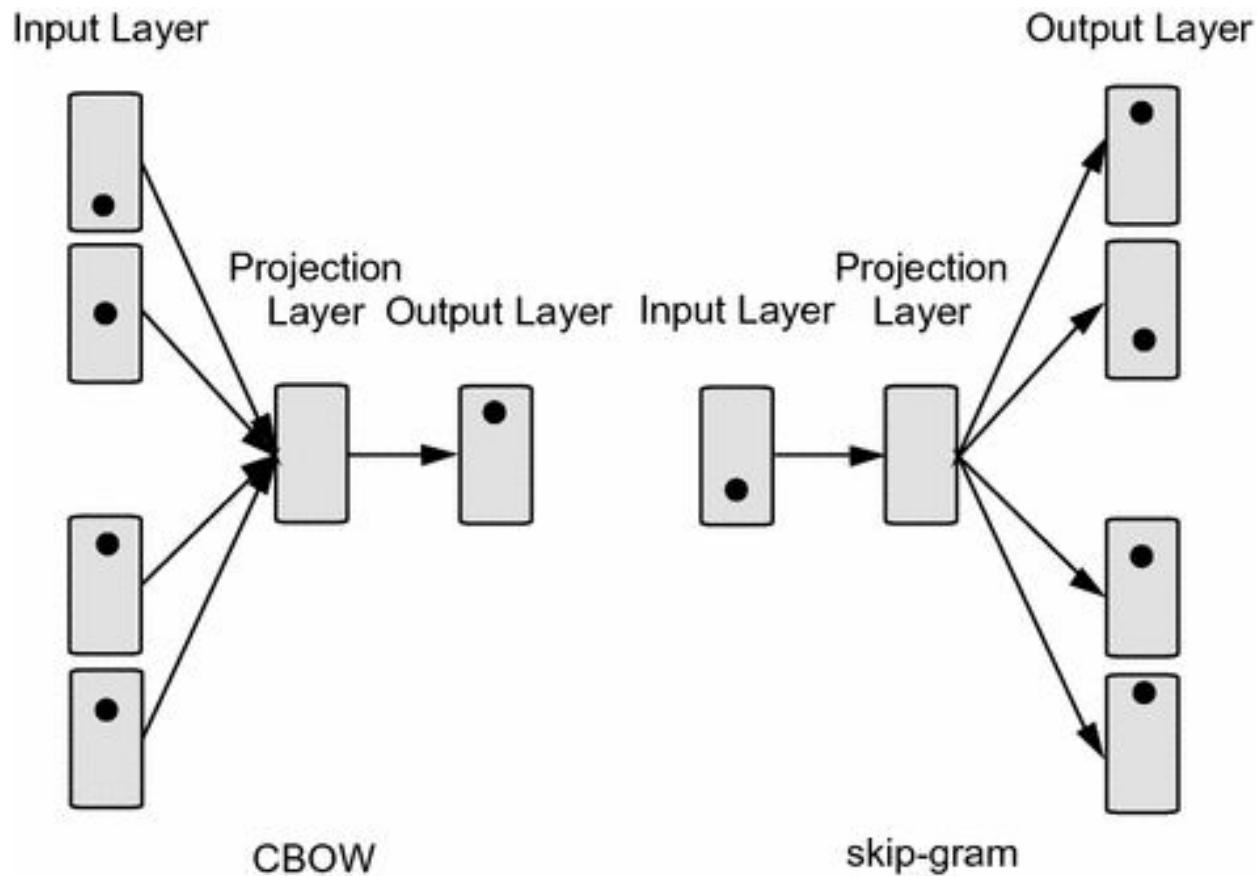 Input Layer
Output Layer
Projection
Layer
Output Layer
Input Layer
Projection
Layer
CBOW
skip-gram